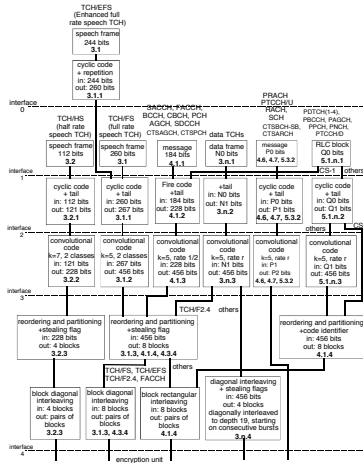 TCH/EFS
(Enhanced full
rate speech TCH)
speech frame
244 bits
3.1
cyclic code
+ repetition
in: 244 bits
out: 260 bits
3.1.1
interface
0
TCH/HS
(half rate
speech TCH)
TCH/FS
(full rate
speech TCH)
SACCH, FACCH,
BCCH, CBCH, PCH
AGCH, SDCCH
CTSAGCH, CTSPCH
data TCHs
PRACH
PTCCH/U
RACH,
SCH
CTSBCH-SB,
CTSARCH
PDTCH(1-4),
PBCCH, PAGCH,
PPCH, PNCH,
PTCCH/D
speech frame
112 bits
3.2
speech frame
260 bits
3.1
message
184 bits
4.1.1
data frame
N0 bits
3.n.1
message
P0 bits
4.6, 4.7, 5.3.2
RLC block
Q0 bits
5.1.n.1
interface
1
CS-1
others
cyclic code
+ tail
in: 112 bits
out: 121 bits
3.2.1
cyclic code
+ tail
in: 260 bits
out: 267 bits
3.1.1
Fire code
+tail
in: 184 bits
out: 228 bits
4.1.2
+tail
in: N0 bits
out: N1 bits
3.n.2
cyclic code
+ tail
in: P0 bits
out: P1 bits
4.6, 4.7, 5.3.2
cyclic code
+ tail
in: Q0 bits
out: Q1 bits
5.1.n.2
interface
2
convolutional
code
k=7, 2 classes
in: 121 bits
out: 228 bits
3.2.2
convolutional
code
k=5, 2 classes
in: 267 bits
out: 456 bits
3.1.2
convolutional
code
k=5, rate 1/2
in: 228 bits
out: 456 bits
4.1.3
convolutional
code
k=5, rate r
in: N1 bits
out: 456 bits
3.n.3
convolutional
code
k=5, rate r
in: P1
out: P2 bits
4.6, 4.7, 5.3.2
convolutional
code
k=5, rate r
in: Q1 bits
out: 456 bits
5.1.n.3
interface
3
TCH/F2.4
others
reordering and partitioning
+stealing flag
in: 228 bits
out: 4 blocks
3.2.3
reordering and partitioning
+stealing flag
in: 456 bits
out: 8 blocks
3.1.3, 4.1.4, 4.3.4
reordering and partitioning
+code identifier
in: 456 bits
out: 8 blocks
4.1.4
TCH/FS, TCH/EFS
TCH/F2.4, FACCH
others
block diagonal
interleaving
in: 4 blocks
out: pairs of
blocks
3.2.3
block diagonal
interleaving
in: 8 blocks
out: pairs of
blocks
3.1.3, 4.3.4
block rectangular
interleaving
in: 8 blocks
out: pairs of
blocks
4.1.4
diagonal interleaving
+ stealing flags
in: 456 bits
out: 4 blocks
diagonally interleaved
to depth 19, starting
on consecutive bursts
3.n.4
interface
4
encryption unit